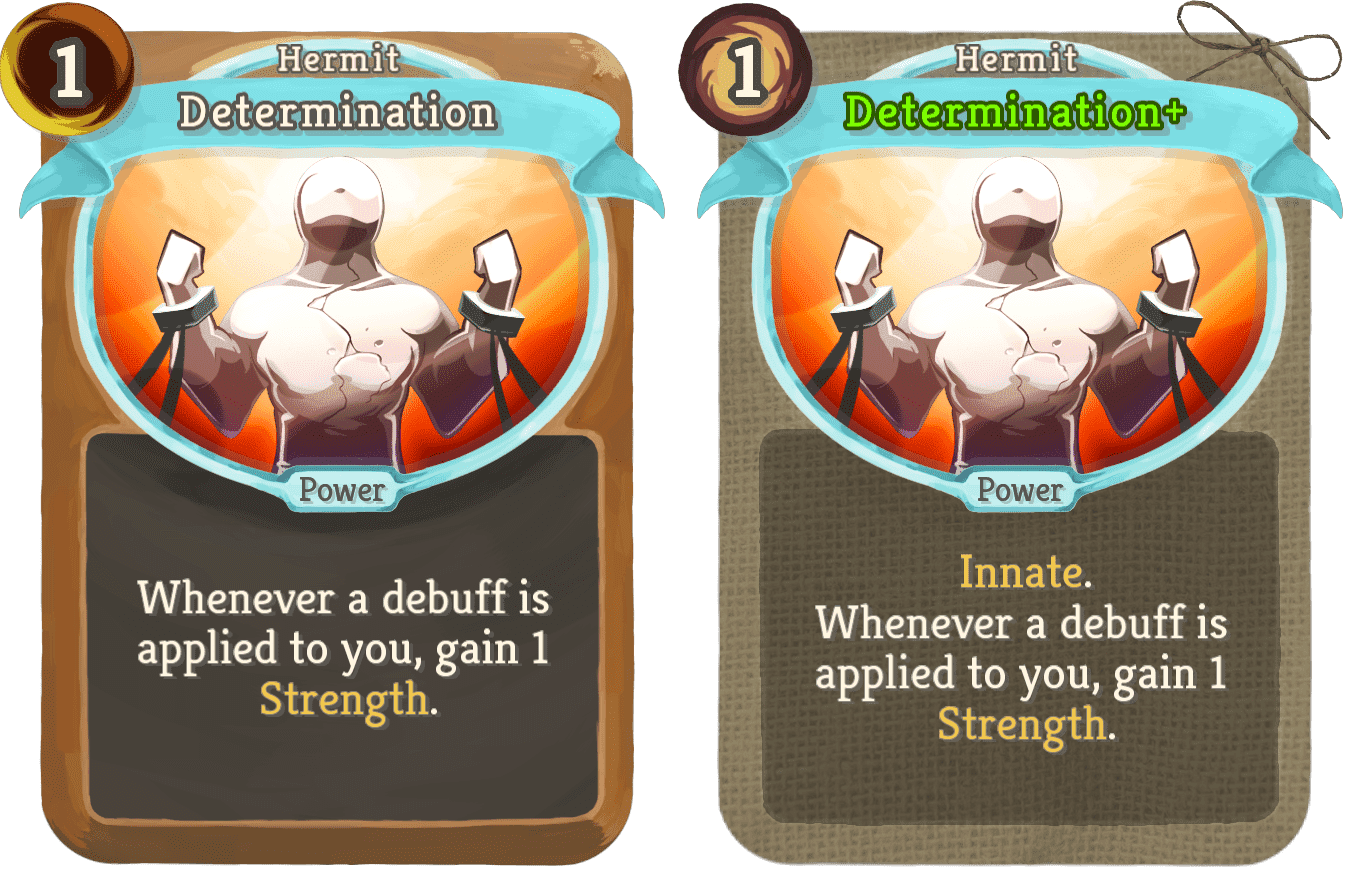 1
Hermit
Determination
Power
Whenever a debuff is
applied to you, gain 1
Strength.
1
Hermit
Determination+
Power
Innate.
Whenever a debuff is
applied to you, gain 1
Strength.